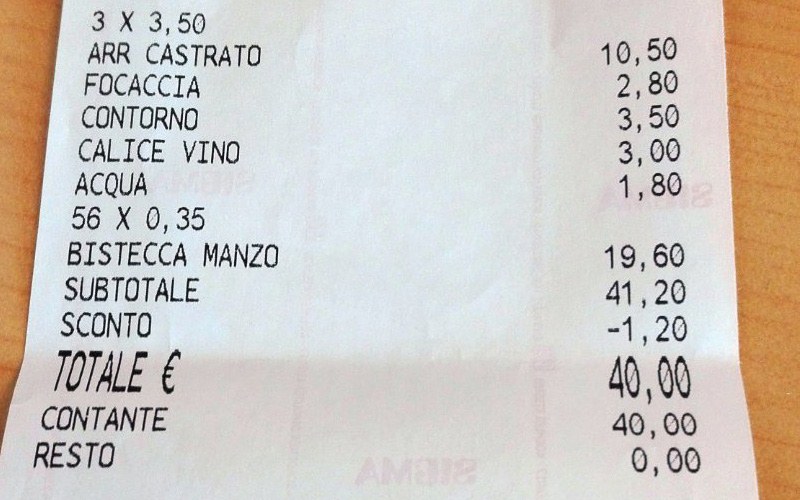 3 X 3,50
ARR CASTRATO 10,50
FOCACCIA 2,80
CONTORNO 3,50
CALICE VINO 3,00
ACQUA 1,80
56 X 0,35
BISTECCA MANZO 19,60
SUBTOTALE 41,20
SCONTO -1,20
TOTALE € 40,00
CONTANTE 40,00
RESTO 0,00
SIGMA